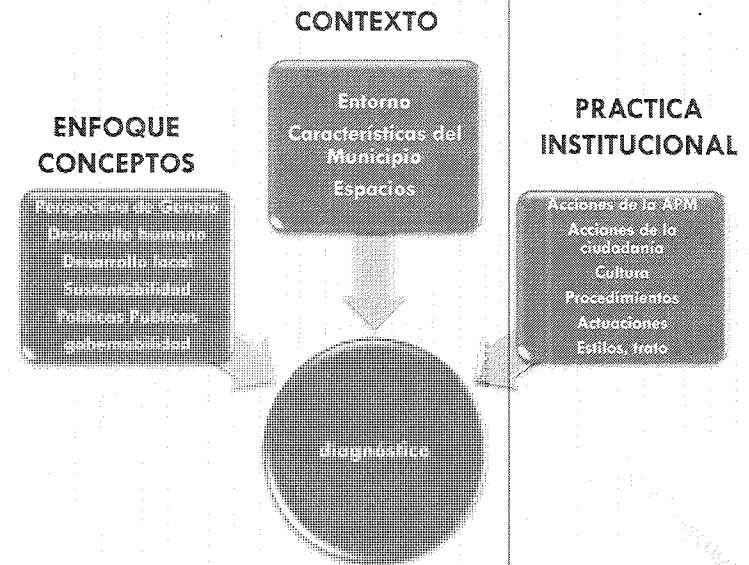 CONTEXTO
Entorno
Características del
Municipio
Espacios
ENFOQUE
CONCEPTOS
Perspectiva de Genero
Desarrollo humano
Desarrollo local
Sustentabilidad
Politicas Publicas
gobernabilidad
PRACTICA
INSTITUCIONAL
Acciones de la APM
Acciones de la
ciudadanía
Cultura
Procedimientos
Actuaciones
Estilos, trato
diagnóstico